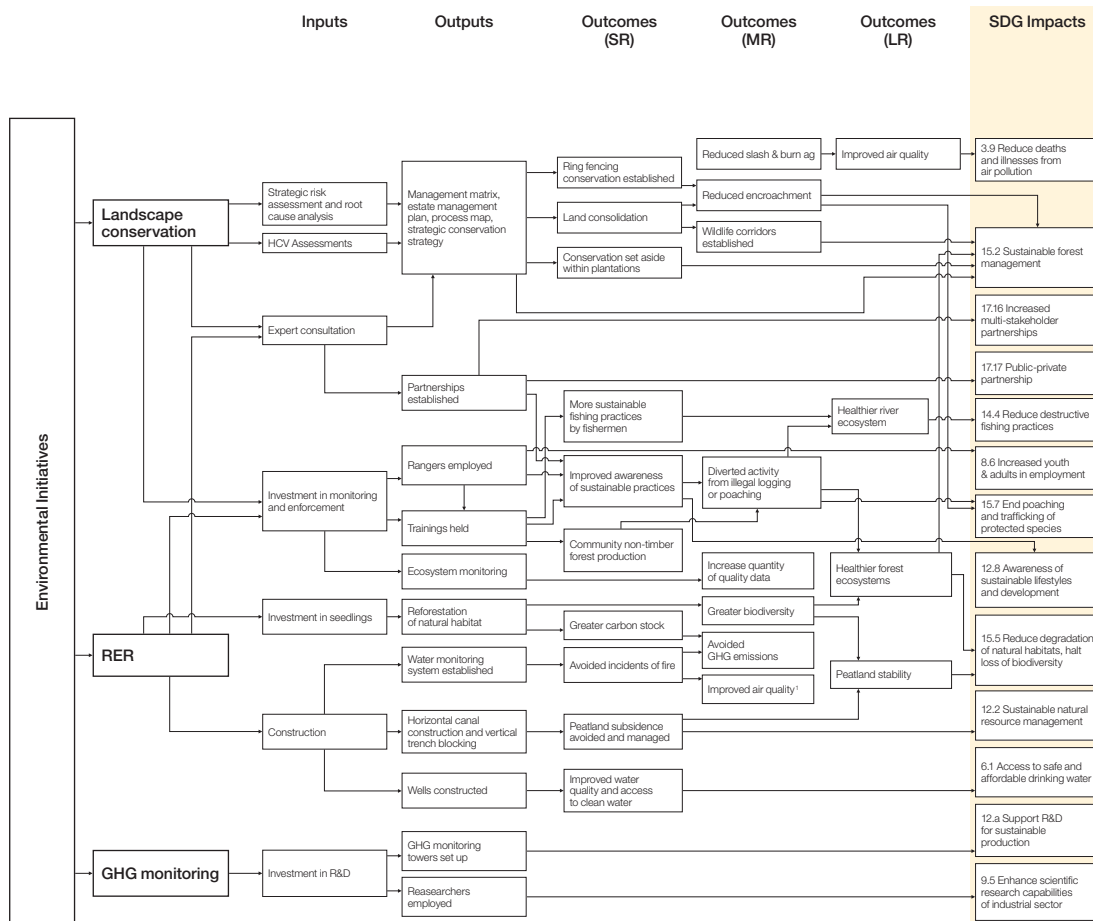 Inputs
Outputs
Outcomes
(SR)
Outcomes
(MR)
Outcomes
(LR)
SDG Impacts
Environmental Initiatives
Landscape
conservation
RER
GHG monitoring
Strategic risk
assessment and root
cause analysis
HCV Assessments
Expert consultation
Investment in monitoring
and enforcement
Investment in seedlings
Construction
Investment in R&D
Management matrix,
estate management
plan, process map,
strategic conservation
strategy
Partnerships
established
Rangers employed
Trainings held
Ecosystem monitoring
Reforestation
of natural habitat
Water monitoring
system established
Horizontal canal
construction and vertical
trench blocking
Wells constructed
GHG monitoring
towers set up
Reasearchers
employed
Ring fencing
conservation established
Land consolidation
Conservation set aside
within plantations
More sustainable
fishing practices
by fishermen
Improved awareness
of sustainable practices
Community non-timber
forest production
Greater carbon stock
Avoided incidents of fire
Peatland subsidence
avoided and managed
Improved water
quality and access
to clean water
Reduced slash & burn ag
Reduced encroachment
Wildlife corridors
established
Diverted activity
from illegal logging
or poaching
Increase quantity
of quality data
Greater biodiversity
Avoided
GHG emissions
Improved air quality¹
Improved air quality
Healthier river
ecosystem
Healthier forest
ecosystems
Peatland stability
3.9 Reduce deaths
and illnesses from
air pollution
15.2 Sustainable forest
management
17.16 Increased
multi-stakeholder
partnerships
17.17 Public-private
partnership
14.4 Reduce destructive
fishing practices
8.6 Increased youth
& adults in employment
15.7 End poaching
and trafficking of
protected species
12.8 Awareness of
sustainable lifestyles
and development
15.5 Reduce degradation
of natural habitats, halt
loss of biodiversity
12.2 Sustainable natural
resource management
6.1 Access to safe and
affordable drinking water
12.a Support R&D
for sustainable
production
9.5 Enhance scientific
research capabilities
of industrial sector